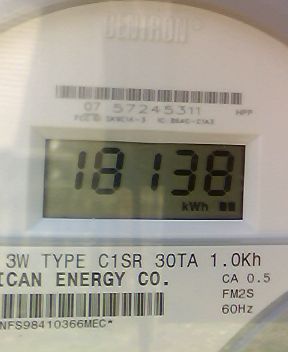 CENTRON®
07 57245311 HPP
18138
kWh
3W TYPE C1SR 30TA 1.0Kh
ICAN ENERGY CO. CA 0.5
FM2S
NFS98410366MEC* 60Hz